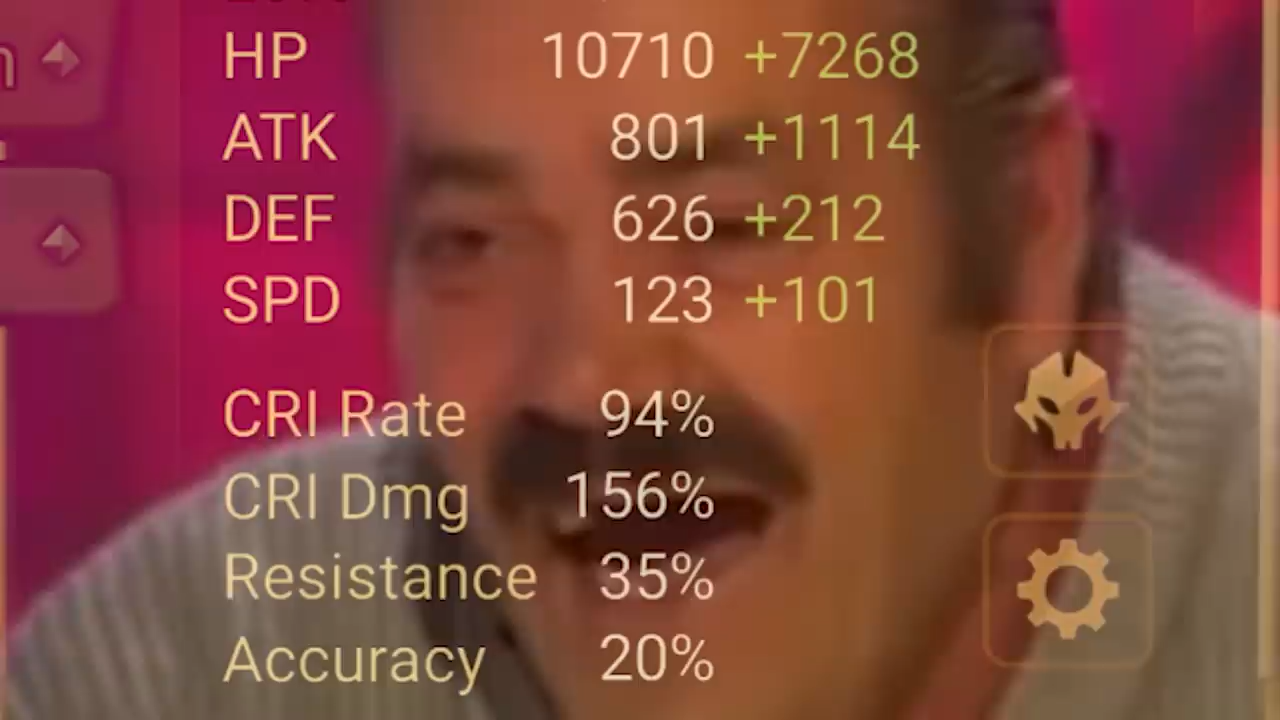 HP 10710 +7268
ATK 801 +1114
DEF 626 +212
SPD 123 +101
CRI Rate 94%
CRI Dmg 156%
Resistance 35%
Accuracy 20%